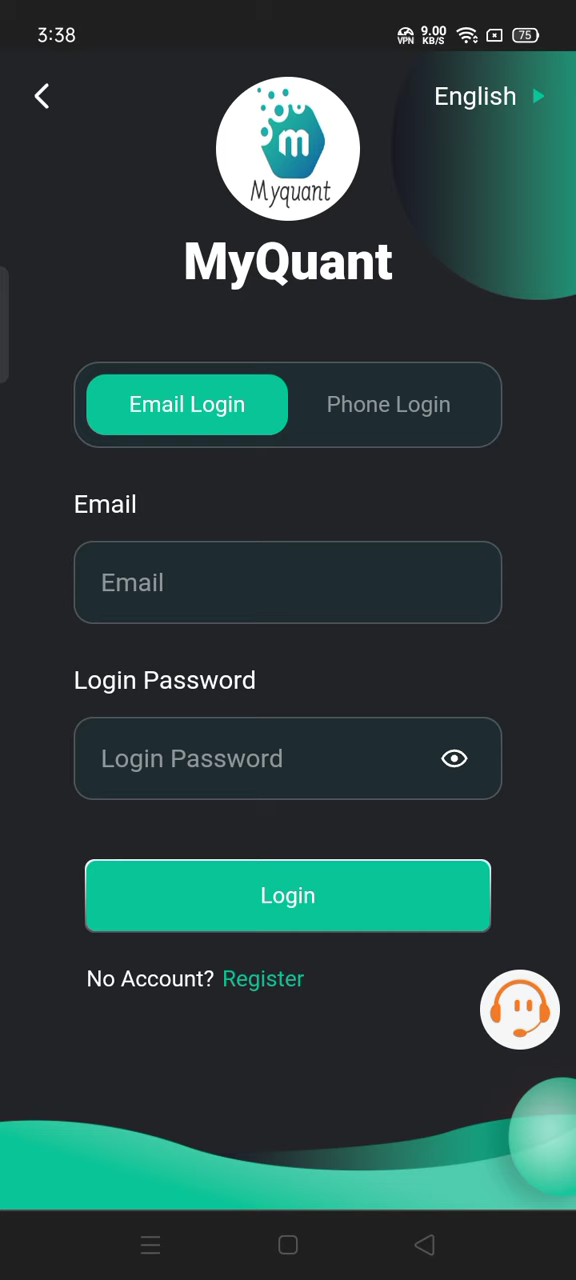 3:38
VPN
9.00
KB/S
75
English
m
Myquant
MyQuant
Email Login
Phone Login
Email
Email
Login Password
Login Password
Login
No Account? Register